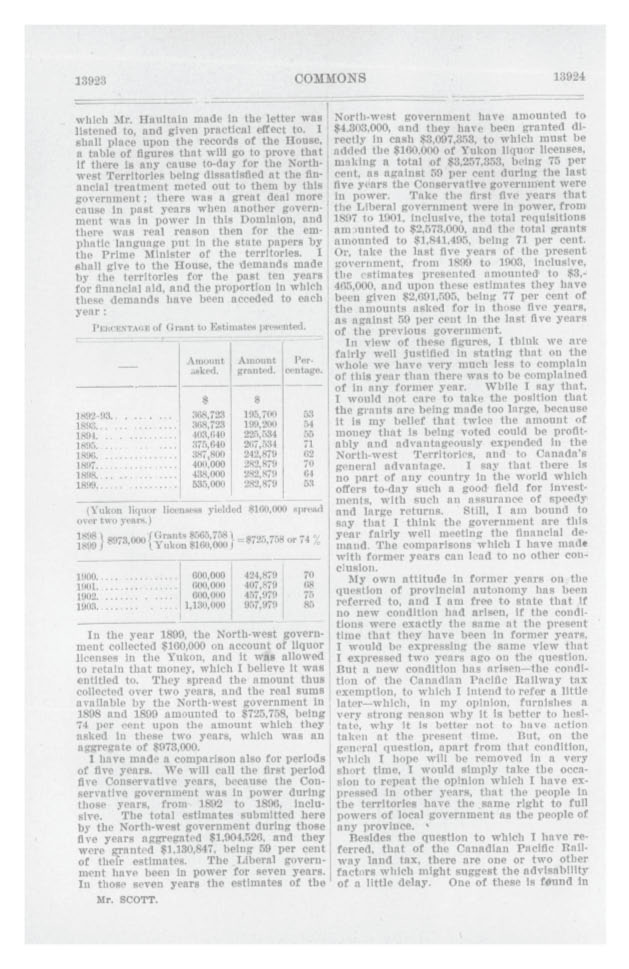 13923
COMMONS
13924
which Mr. Haultain made in the letter was
listened to, and given practical effect to. I
shall place upon the records of the House,
a table of figures that will go to prove that
if there is any cause to-day for the North-
west Territories being dissatisfied at the fin-
ancial treatment meted out to them by this
government ; there was a great deal more
cause in past years when another govern-
ment was in power in this Dominion, and
there was real reason then for the em-
phatic language put in the state papers by
the Prime Minister of the territories. I
shall give to the House, the demands made
by the territories for the past ten years
for financial aid, and the proportion in which
these demands have been acceded to each
year :
PERCENTAGE of Grant to Estimates presented.
— Amount asked. Amount granted. Per-centage.
$ $
1892-93. . . . . . . . 368,723 195,700 53
1893. . . . . . . . . . 368,723 199,200 54
1894. . . . . . . . . . 403,640 225,534 55
1895. . . . . . . . . . 375,640 267,534 71
1896. . . . . . . . . . 387,800 242,879 62
1897. . . . . . . . . . 400,000 282,879 70
1898. . . . . . . . . . 438,000 282,879 64
1899. . . . . . . . . . 535,000 282,879 53
(Yukon liquor licensess yielded $160,000 spread
over two years.)
1898 } $973,000 { Grants $565,758 } = $725,758 or 74 %
1899 } { Yukon $160,000 }
1900. . . . . . . . . . 600,000 424,879 70
1901. . . . . . . . . . 600,000 407,879 68
1902. . . . . . . . . . 600,000 457,979 75
1903. . . . . . . . . . 1,130,000 957,979 85
In the year 1899, the North-west govern-
ment collected $160,000 on account of liquor
licenses in the Yukon, and it was allowed
to retain that money, which I believe it was
entitled to. They spread the amount thus
collected over two years, and the real sums
available by the North-west government in
1898 and 1899 amounted to $725,758, being
74 per cent upon the amount which they
asked in these two years, which was an
aggregate of $973,000.
I have made a comparison also for periods
of five years. We will call the first period
five Conservative years, because the Con-
servative government was in power during
those years, from 1892 to 1896, inclu-
sive. The total estimates submitted here
by the North-west government during those
five years aggregated $1,904,526, and they
were granted $1,130,847, being 59 per cent
of their estimates. The Liberal govern-
ment have been in power for seven years.
In those seven years the estimates of the
Mr. SCOTT.
North-west government have amounted to
$4,303,000, and they have been granted di-
rectly in cash $3,097,353, to which must be
added the $160,000 of Yukon liquor licenses,
making a total of $3,257,353, being 75 per
cent, as against 59 per cent during the last
five years the Conservative government were
in power. Take the first five years that
the Liberal government were in power, from
1897 to 1901, inclusive, the total requisitions
amounted to $2,573,000, and the total grants
amounted to $1,841,495, being 71 per cent.
Or, take the last five years of the present
government, from 1899 to 1903, inclusive,
the estimates presented amounted to $3,-
465,000, and upon these estimates they have
been given $2,691,595, being 77 per cent of
the amounts asked for in those five years,
as against 59 per cent in the last five years
of the previous government.
In view of these figures, I think we are
fairly well justified in stating that on the
whole we have very much less to complain
of this year than there was to be complained
of in any former year. While I say that,
I would not care to take the position that
the grants are being made too large, because
it is my belief that twice the amount of
money that is being voted could be profit-
ably and advantageously expended in the
North-west Territories, and to Canada's
general advantage. I say that there is
no part of any country in the world which
offers to-day such a good field for invest-
ments, with such an assurance of speedy
and large returns. Still, I am bound to
say that I think the government are this
year fairly well meeting the financial de-
mand. The comparisons which I have made
with former years can lead to no other con-
clusion.
My own attitude in former years on the
question of provincial autonomy has been
referred to, and I am free to state that if
no new condition had arisen, if the condi-
tions were exactly the same at the present
time that they have been in former years,
I would be expressing the same view that
I expressed two years ago on the question.
But a new condition has arisen—the condi-
tion of the Canadian Pacific Railway tax
exemption, to which I intend to refer a little
later—which, in my opinion, furnishes a
very strong reason why it is better to hesi-
tate, why it is better not to have action
taken at the present time. But, on the
general question, apart from that condition,
which I hope will be removed in a very
short time, I would simply take the occa-
sion to repeat the opinion which I have ex-
pressed in other years, that the people in
the territories have the same right to full
powers of local government as the people of
any province.
Besides the question to which I have re-
ferred, that of the Canadian Pacific Rail-
way land tax, there are one or two other
factors which might suggest the advisability
of a little delay. One of these is found in